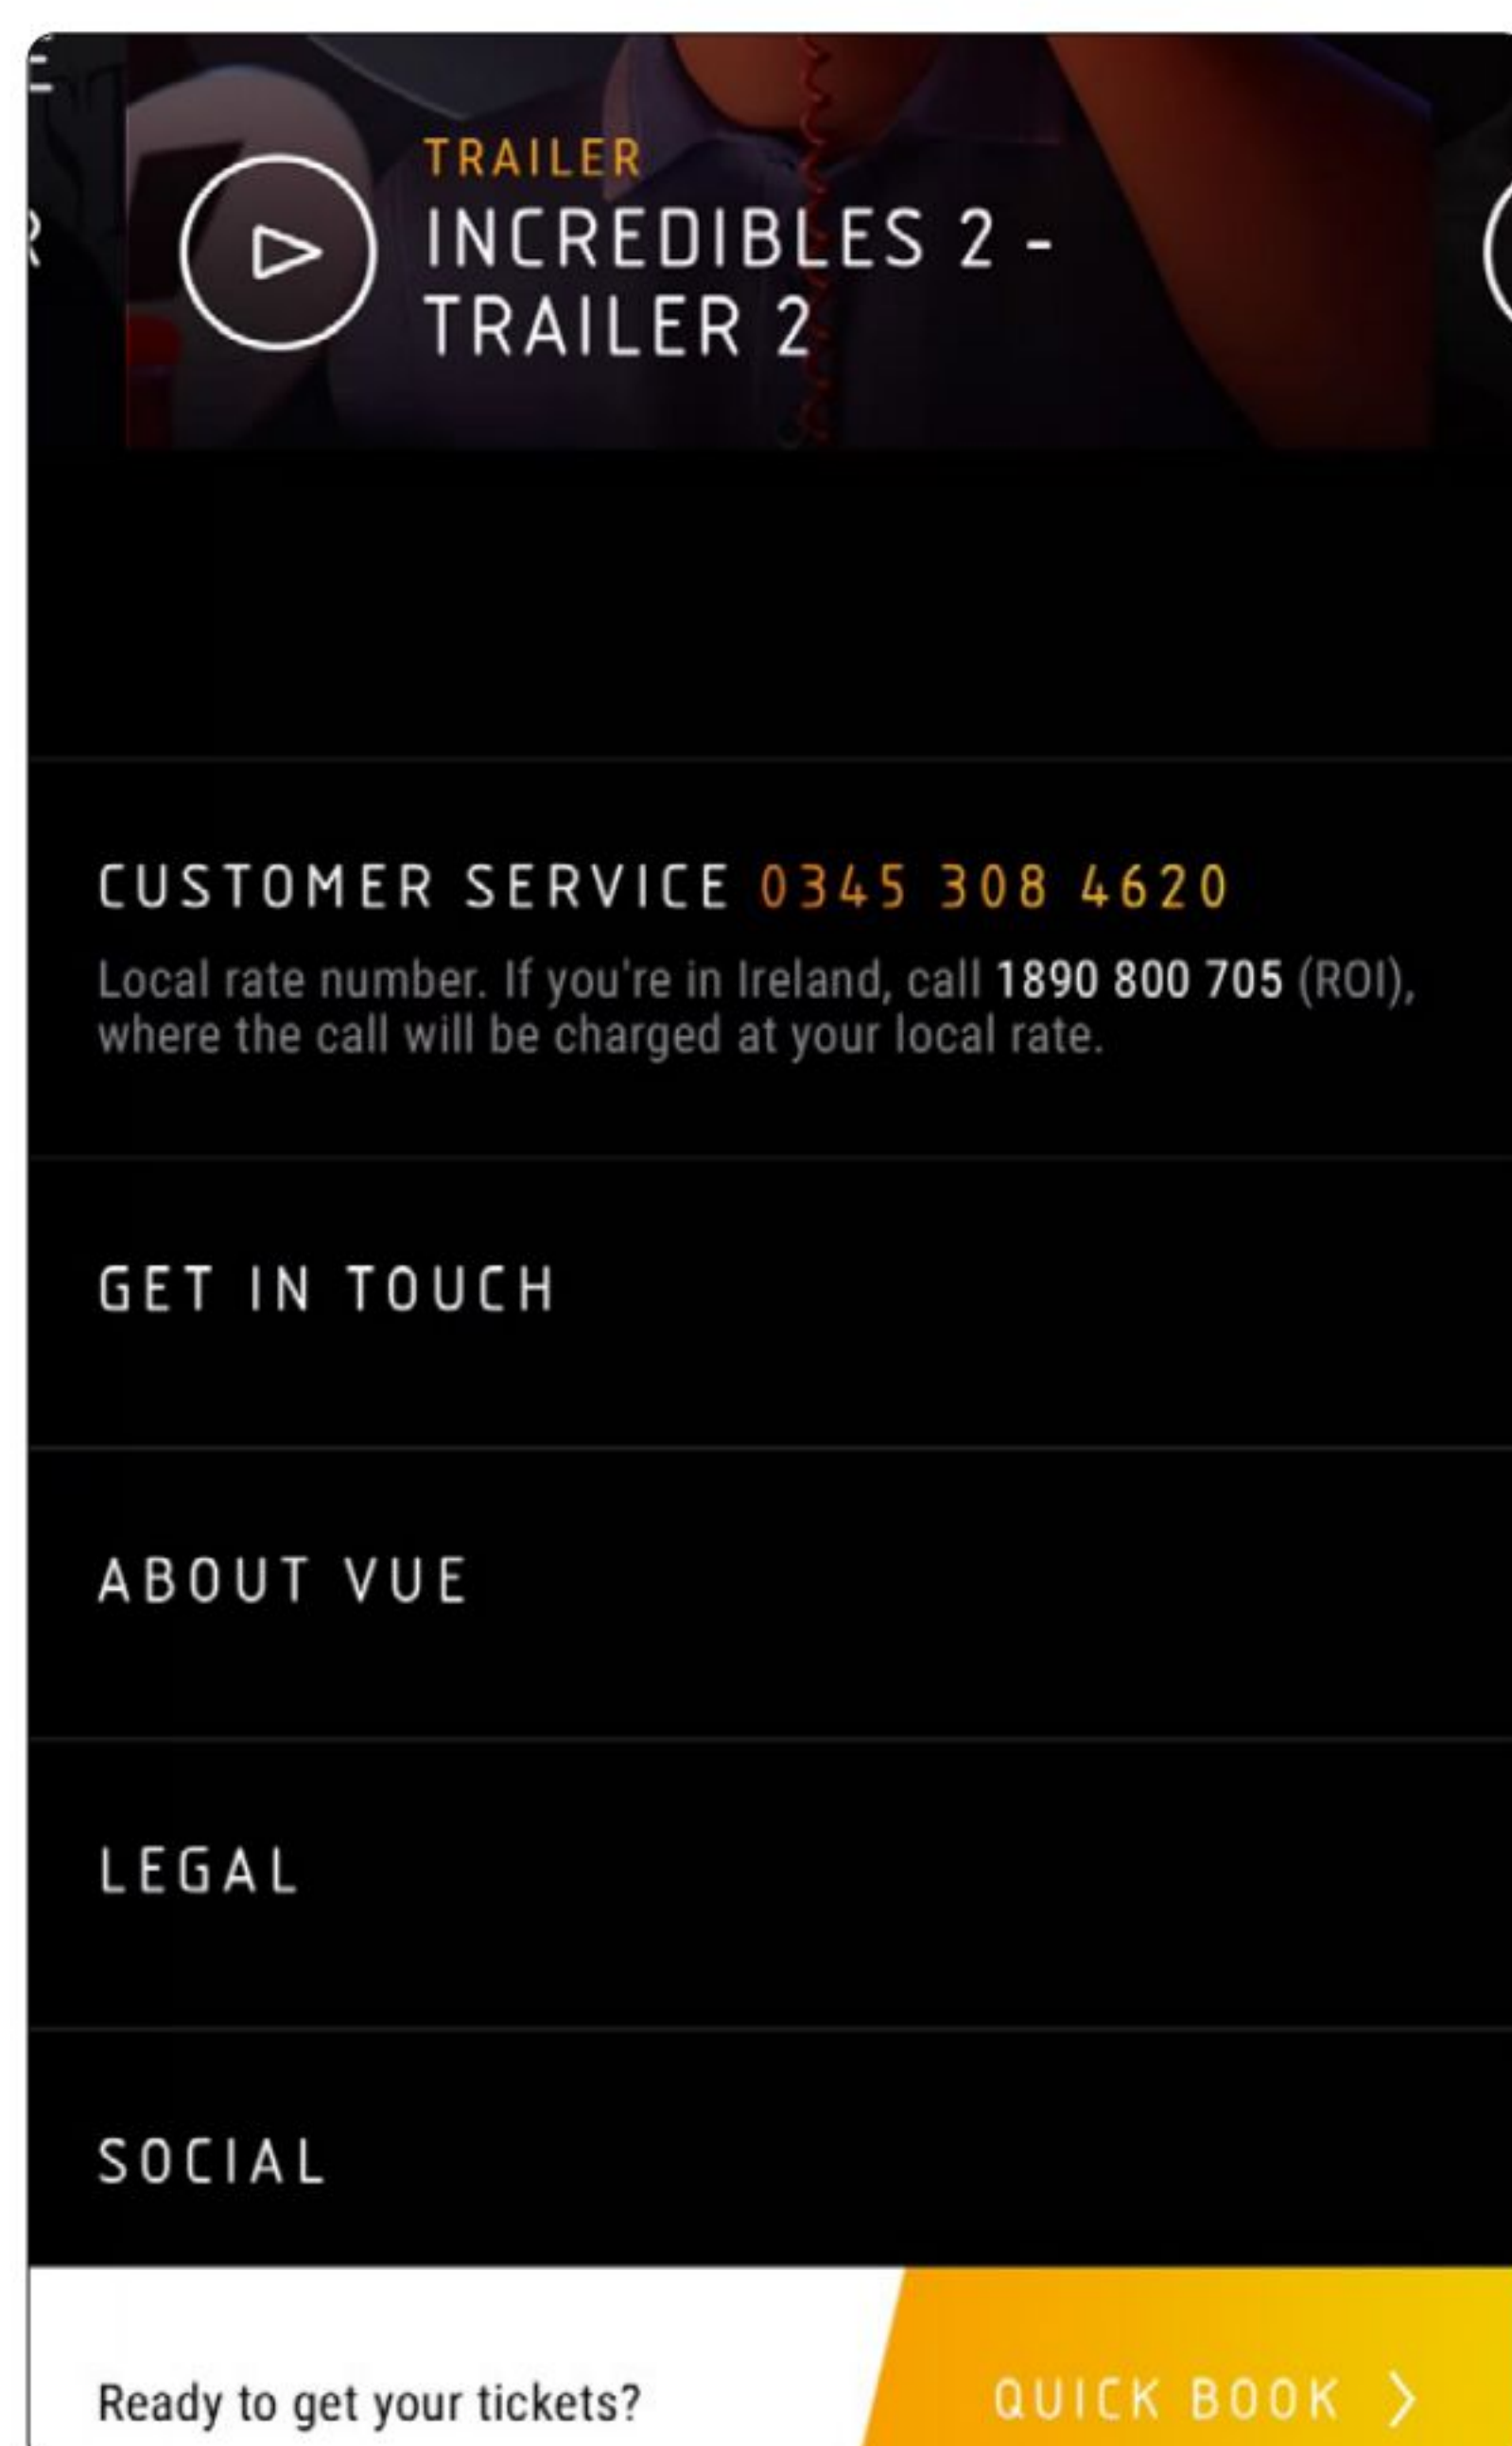 TRAILER
INCREDIBLES 2 -
TRAILER 2
CUSTOMER SERVICE 0345 308 4620
Local rate number. If you're in Ireland, call 1890 800 705 (ROI),
where the call will be charged at your local rate.
GET IN TOUCH
ABOUT VUE
LEGAL
SOCIAL
Ready to get your tickets?
QUICK BOOK